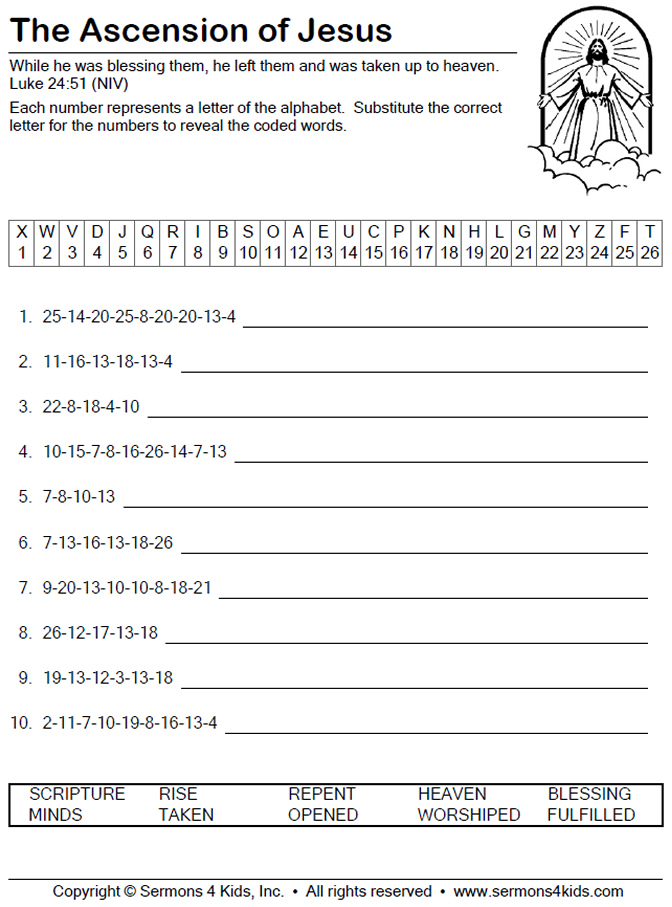 The Ascension of Jesus
While he was blessing them, he left them and was taken up to heaven.
Luke 24:51 (NIV)
Each number represents a letter of the alphabet.  Substitute the correct
letter for the numbers to reveal the coded words.
X W V D J Q R I B S O A E U C P K N H L G M Y Z F T
1 2 3 4 5 6 7 8 9 10 11 12 13 14 15 16 17 18 19 20 21 22 23 24 25 26
1. 25-14-20-25-8-20-20-13-4
2. 11-16-13-18-13-4
3. 22-8-18-4-10
4. 10-15-7-8-16-26-14-7-13
5. 7-8-10-13
6. 7-13-16-13-18-26
7. 9-20-13-10-10-8-18-21
8. 26-12-17-13-18
9. 19-13-12-3-13-18
10. 2-11-7-10-19-8-16-13-4
SCRIPTURE RISE REPENT HEAVEN BLESSING
MINDS TAKEN OPENED WORSHIPED FULFILLED
Copyright © Sermons 4 Kids, Inc. • All rights reserved • www.sermons4kids.com